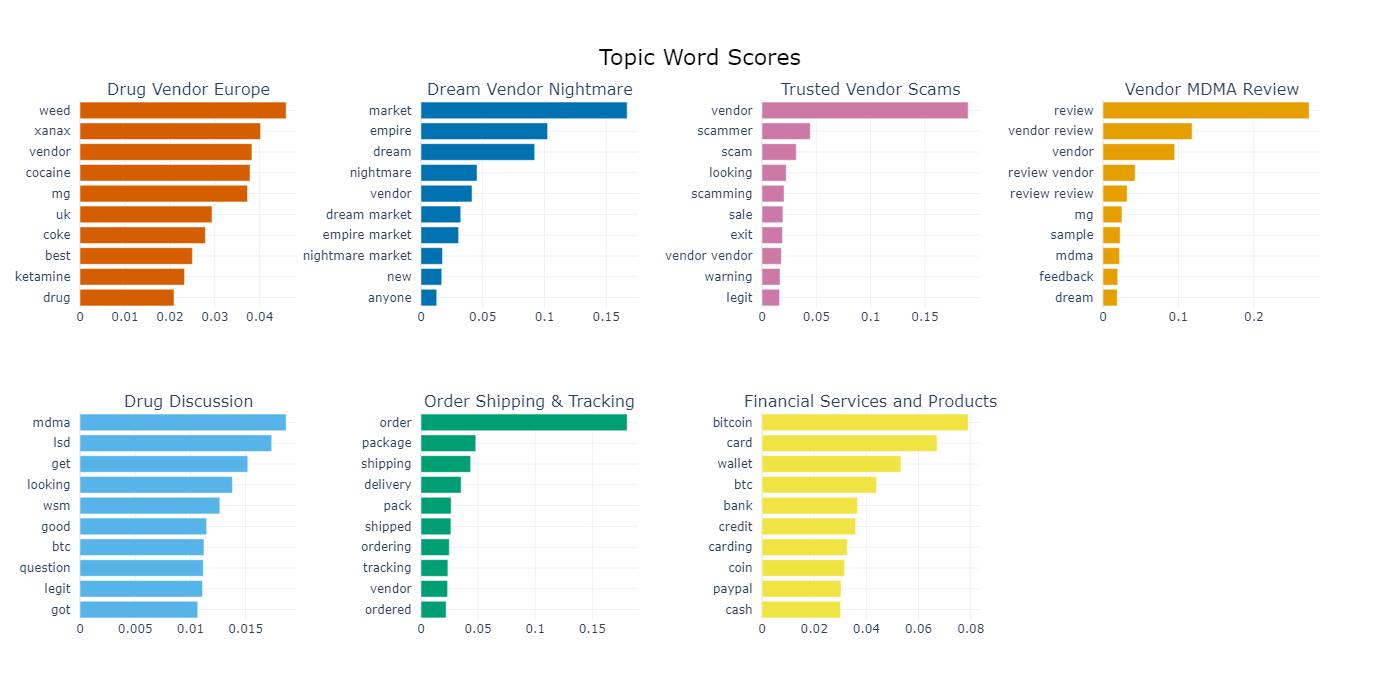 Topic Word Scores
Drug Vendor Europe
weed
xanax
vendor
cocaine
mg
uk
coke
best
ketamine
drug
0 0.01 0.02 0.03 0.04
Dream Vendor Nightmare
market
empire
dream
nightmare
vendor
dream market
empire market
nightmare market
new
anyone
0 0.05 0.1 0.15
Trusted Vendor Scams
vendor
scammer
scam
looking
scamming
sale
exit
vendor vendor
warning
legit
0 0.05 0.1 0.15
Vendor MDMA Review
review
vendor review
vendor
review vendor
review review
mg
sample
mdma
feedback
dream
0 0.1 0.2
Drug Discussion
mdma
lsd
get
looking
wsm
good
btc
question
legit
got
0 0.005 0.01 0.015
Order Shipping & Tracking
order
package
shipping
delivery
pack
shipped
ordering
tracking
vendor
ordered
0 0.05 0.1 0.15
Financial Services and Products
bitcoin
card
wallet
btc
bank
credit
carding
coin
paypal
cash
0 0.02 0.04 0.06 0.08